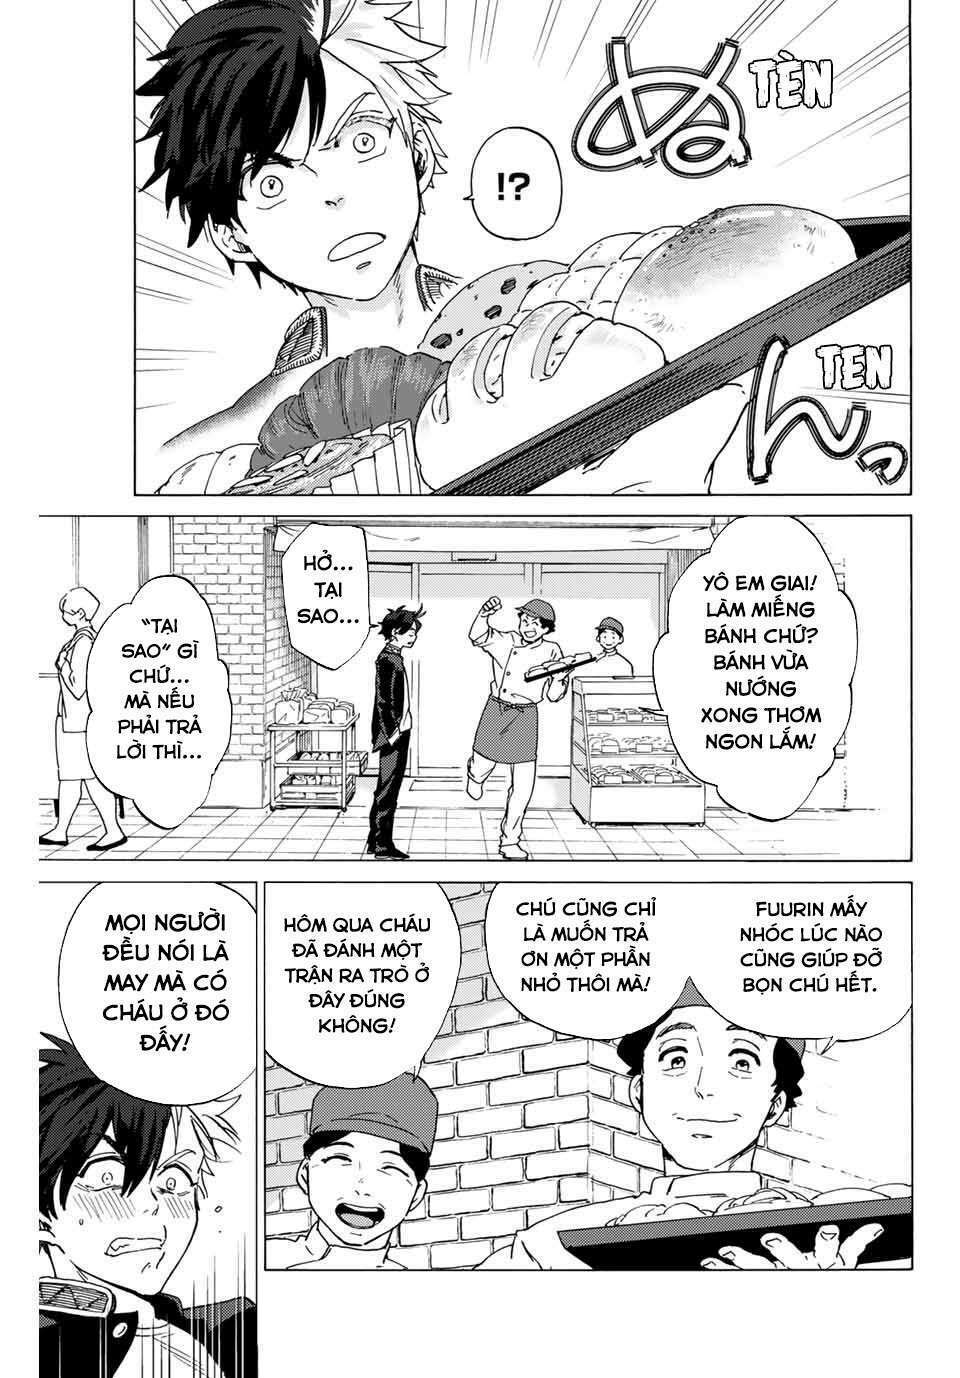 ぬ
TÈN
!?
TEN
んっ
YÔ EM GIAI!
LÀM MIẾNG
BÁNH CHỨ?
BÁNH VỪA
NƯỚNG
XONG THƠM
NGON LẮM!
HỞ...
TẠI
SAO...
“TẠI
SAO” GÌ
CHỨ...
MÀ NẾU
PHẢI TRẢ
LỜI THÌ...
FUURIN MẤY
NHÓC LÚC NÀO
CŨNG GIÚP ĐỠ
BỌN CHÚ HẾT.
CHÚ CŨNG CHỈ
LÀ MUỐN TRẢ
ƠN MỘT PHẦN
NHỎ THÔI MÀ!
HÔM QUA CHÁU
ĐÃ ĐÁNH MỘT
TRẬN RA TRÒ Ở
ĐÂY ĐÚNG
KHÔNG!
MỌI NGƯỜI
ĐỀU NÓI LÀ
MAY MÀ CÓ
CHÁU Ở ĐÓ
ĐẤY!